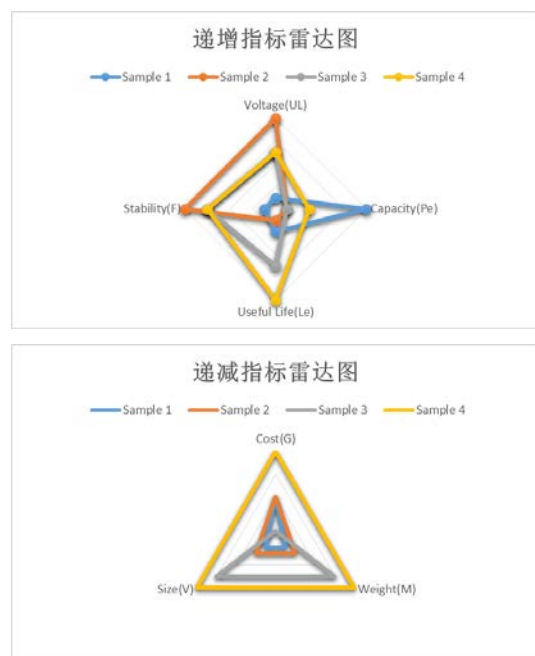 递增指标雷达图
Sample 1 Sample 2 Sample 3 Sample 4
Voltage(UL)
Stability(F) Capacity(Pe)
Useful Life(Le)
递减指标雷达图
Sample 1 Sample 2 Sample 3 Sample 4
Cost(G)
Size(V) Weight(M)